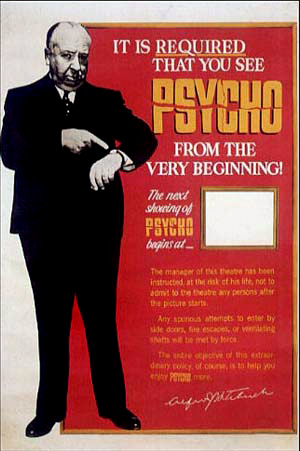 IT IS REQUIRED
THAT YOU SEE
PSYCHO
FROM THE
VERY BEGINNING!
The next
showing of
PSYCHO
begins at ....
The manager of this theatre has been
instructed, at the risk of his life, not to
admit to the theatre any persons after
the picture starts.
Any spurious attempts to enter by
side doors, fire escapes, or ventilating
shafts will be met by force.
The entire objective of this extraor-
dinary policy, of course, is to help you
enjoy PSYCHO more.
Alfred J. Hitchcock